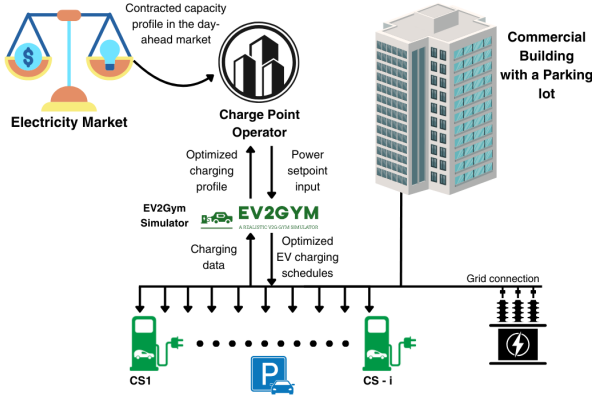 Contracted capacity
profile in the day-
ahead market
$
Electricity Market
Charge Point
Operator
Commercial
Building
with a Parking
lot
Optimized
charging
profile
Power
setpoint
input
EV2Gym
Simulator
EV2GYM
A REALISTIC V2G GYM SIMULATOR
Charging
data
Optimized
EV charging
schedules
Grid connection
CS1
P
CS - i